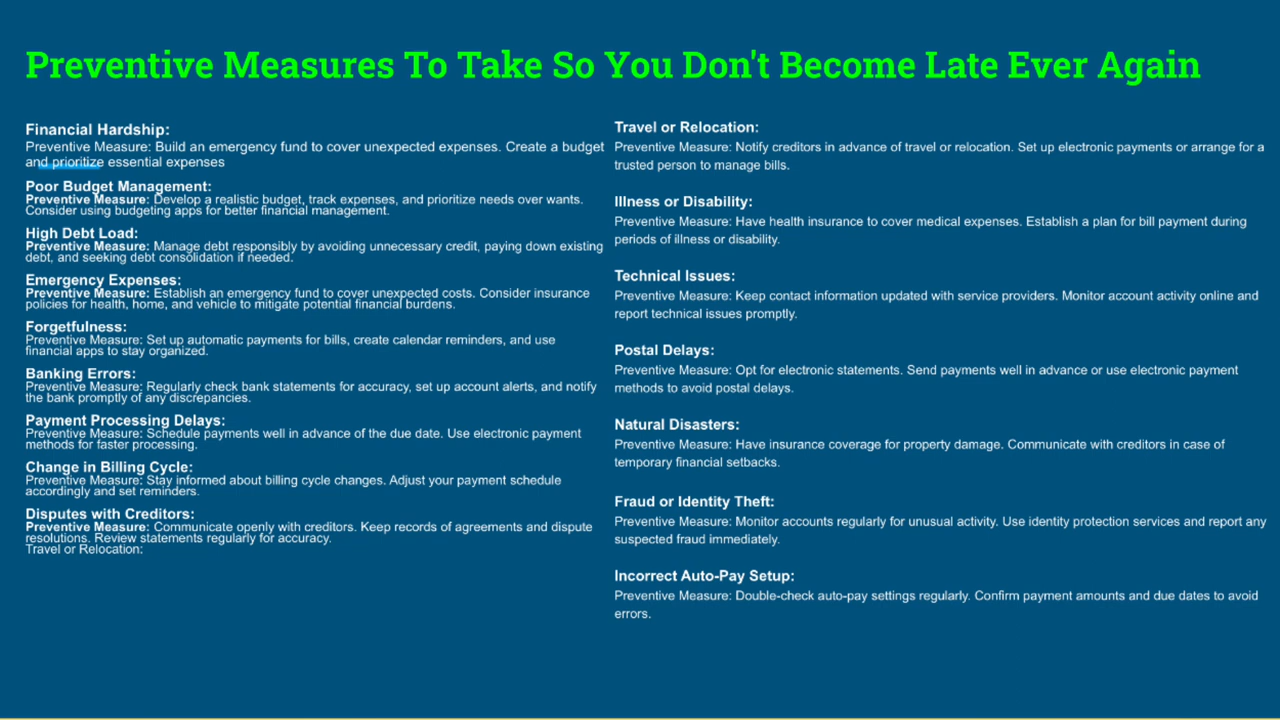 Preventive Measures To Take So You Don't Become Late Ever Again
Financial Hardship:
Preventive Measure: Build an emergency fund to cover unexpected expenses. Create a budget
and prioritize essential expenses
Poor Budget Management:
Preventive Measure: Develop a realistic budget, track expenses, and prioritize needs over wants.
Consider using budgeting apps for better financial management.
High Debt Load:
Preventive Measure: Manage debt responsibly by avoiding unnecessary credit, paying down existing
debt, and seeking debt consolidation if needed.
Emergency Expenses:
Preventive Measure: Establish an emergency fund to cover unexpected costs. Consider insurance
policies for health, home, and vehicle to mitigate potential financial burdens.
Forgetfulness:
Preventive Measure: Set up automatic payments for bills, create calendar reminders, and use
financial apps to stay organized.
Banking Errors:
Preventive Measure: Regularly check bank statements for accuracy, set up account alerts, and notify
the bank promptly of any discrepancies.
Payment Processing Delays:
Preventive Measure: Schedule payments well in advance of the due date. Use electronic payment
methods for faster processing.
Change in Billing Cycle:
Preventive Measure: Stay informed about billing cycle changes. Adjust your payment schedule
accordingly and set reminders.
Disputes with Creditors:
Preventive Measure: Communicate openly with creditors. Keep records of agreements and dispute
resolutions. Review statements regularly for accuracy.
Travel or Relocation:
Travel or Relocation:
Preventive Measure: Notify creditors in advance of travel or relocation. Set up electronic payments or arrange for a
trusted person to manage bills.
Illness or Disability:
Preventive Measure: Have health insurance to cover medical expenses. Establish a plan for bill payment during
periods of illness or disability.
Technical Issues:
Preventive Measure: Keep contact information updated with service providers. Monitor account activity online and
report technical issues promptly.
Postal Delays:
Preventive Measure: Opt for electronic statements. Send payments well in advance or use electronic payment
methods to avoid postal delays.
Natural Disasters:
Preventive Measure: Have insurance coverage for property damage. Communicate with creditors in case of
temporary financial setbacks.
Fraud or Identity Theft:
Preventive Measure: Monitor accounts regularly for unusual activity. Use identity protection services and report any
suspected fraud immediately.
Incorrect Auto-Pay Setup:
Preventive Measure: Double-check auto-pay settings regularly. Confirm payment amounts and due dates to avoid
errors.